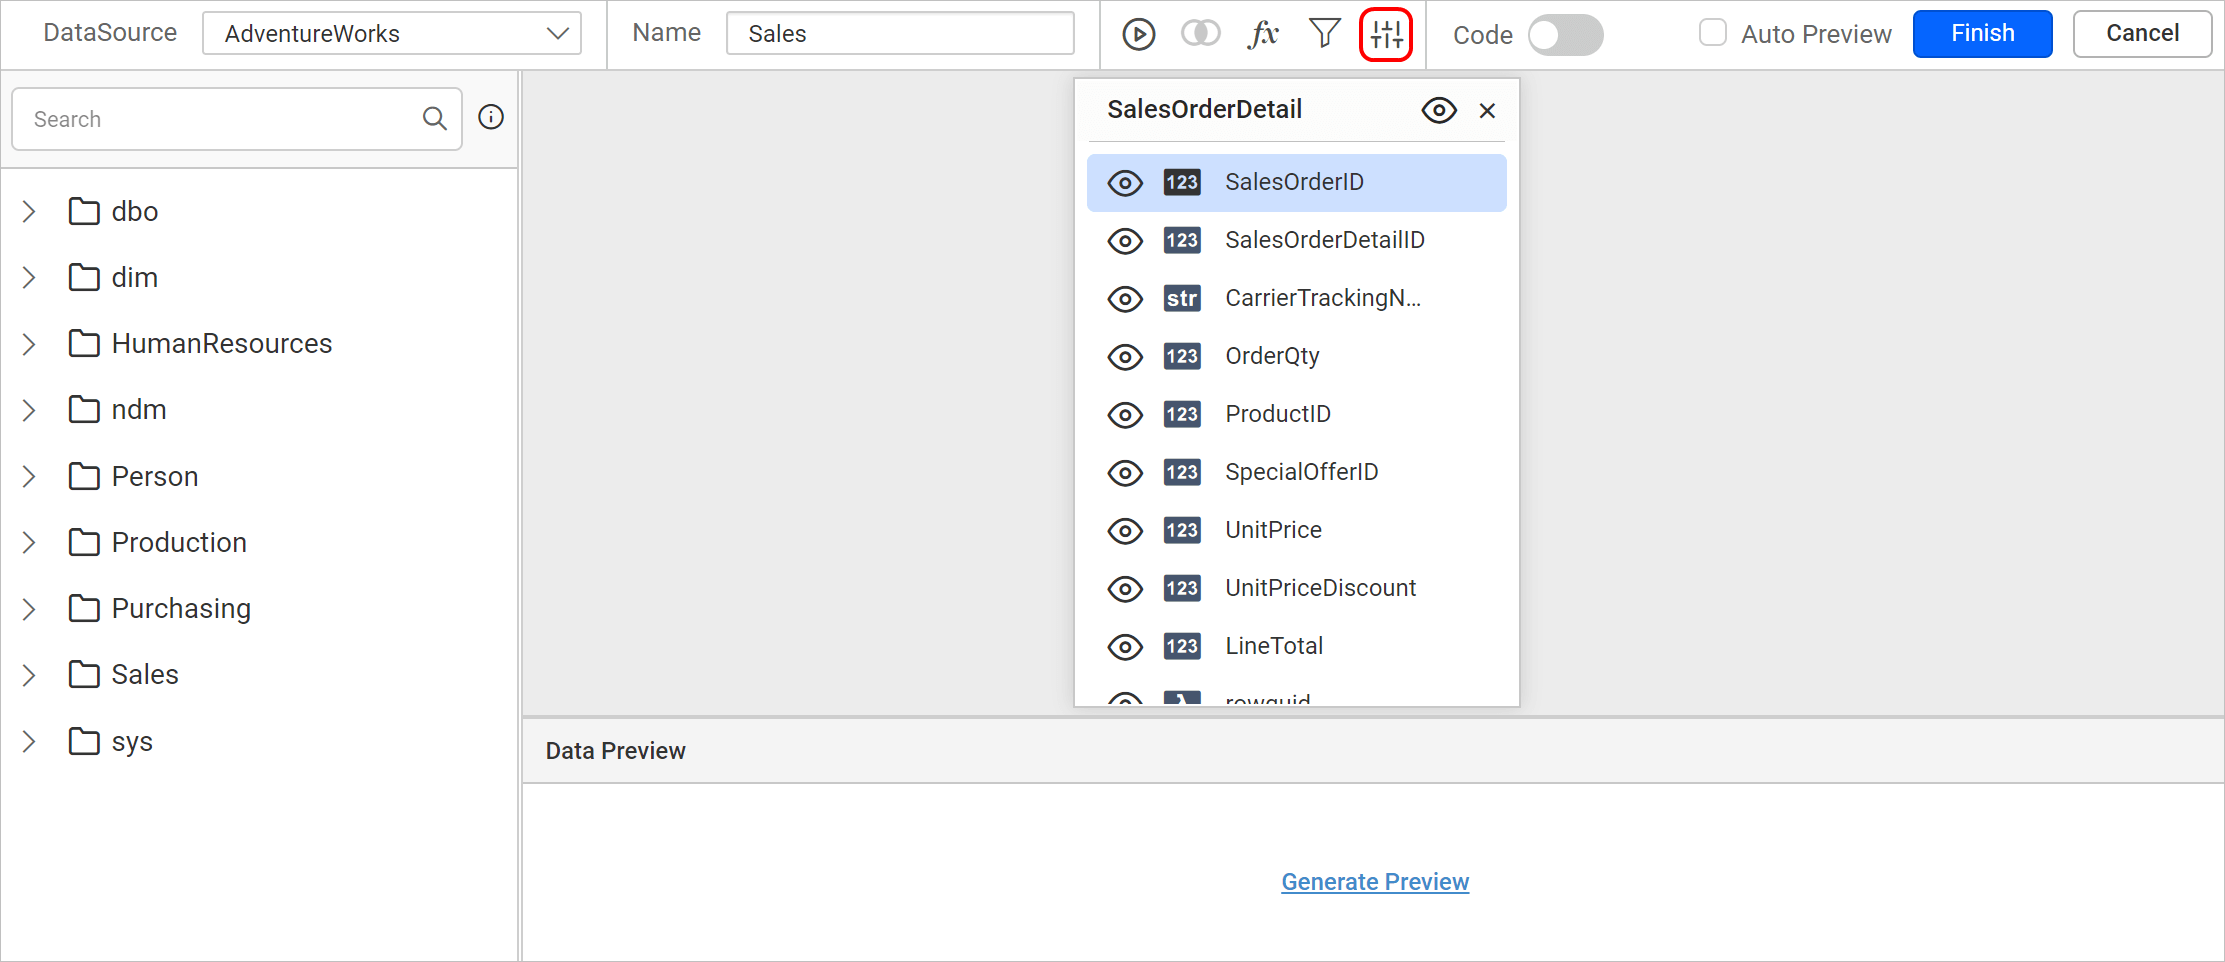 DataSource AdventureWorks Name Sales fx Code Auto Preview Finish Cancel
Search
dbo
dim
HumanResources
ndm
Person
Production
Purchasing
Sales
sys
SalesOrderDetail
123 SalesOrderID
123 SalesOrderDetailID
str CarrierTrackingN...
123 OrderQty
123 ProductID
123 SpecialOfferID
123 UnitPrice
123 UnitPriceDiscount
123 LineTotal
rowguid
Data Preview
Generate Preview